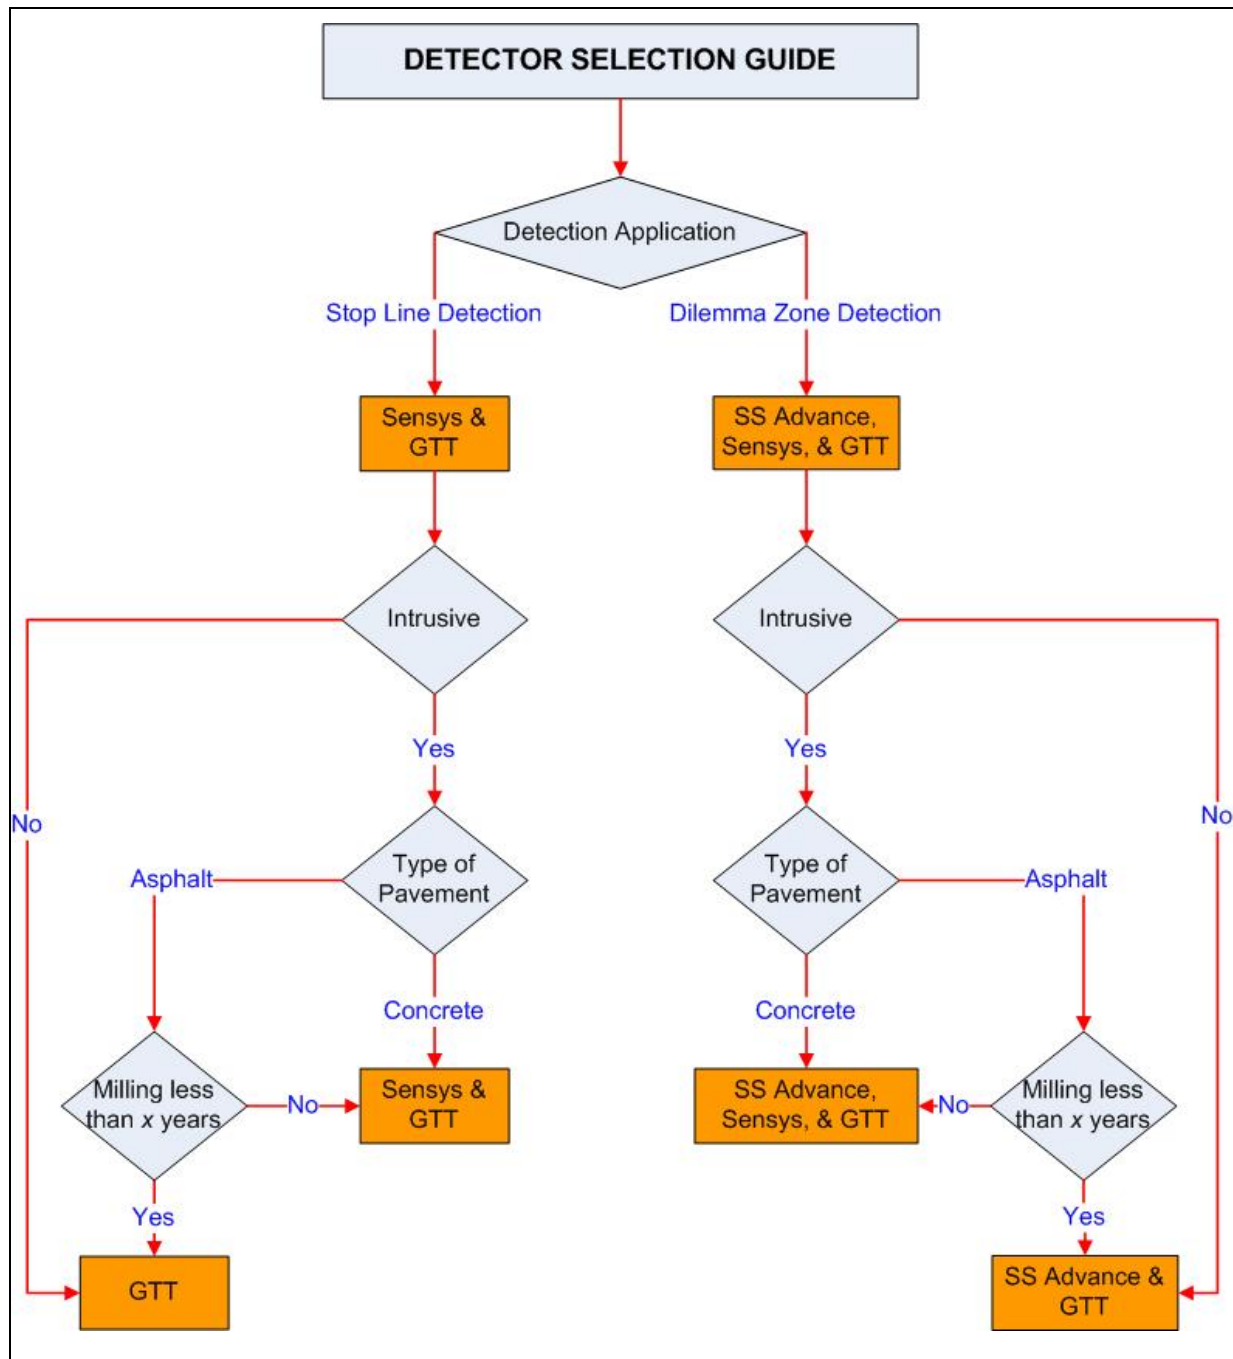 DETECTOR SELECTION GUIDE
Detection Application
Stop Line Detection
Dilemma Zone Detection
Sensys &
GTT
SS Advance,
Sensys, & GTT
Intrusive
Intrusive
Yes
Yes
No
No
Type of
Pavement
Type of
Pavement
Asphalt
Asphalt
Concrete
Concrete
Milling less
than x years
No
Sensys &
GTT
SS Advance,
Sensys, & GTT
No
Milling less
than x years
Yes
Yes
GTT
SS Advance &
GTT